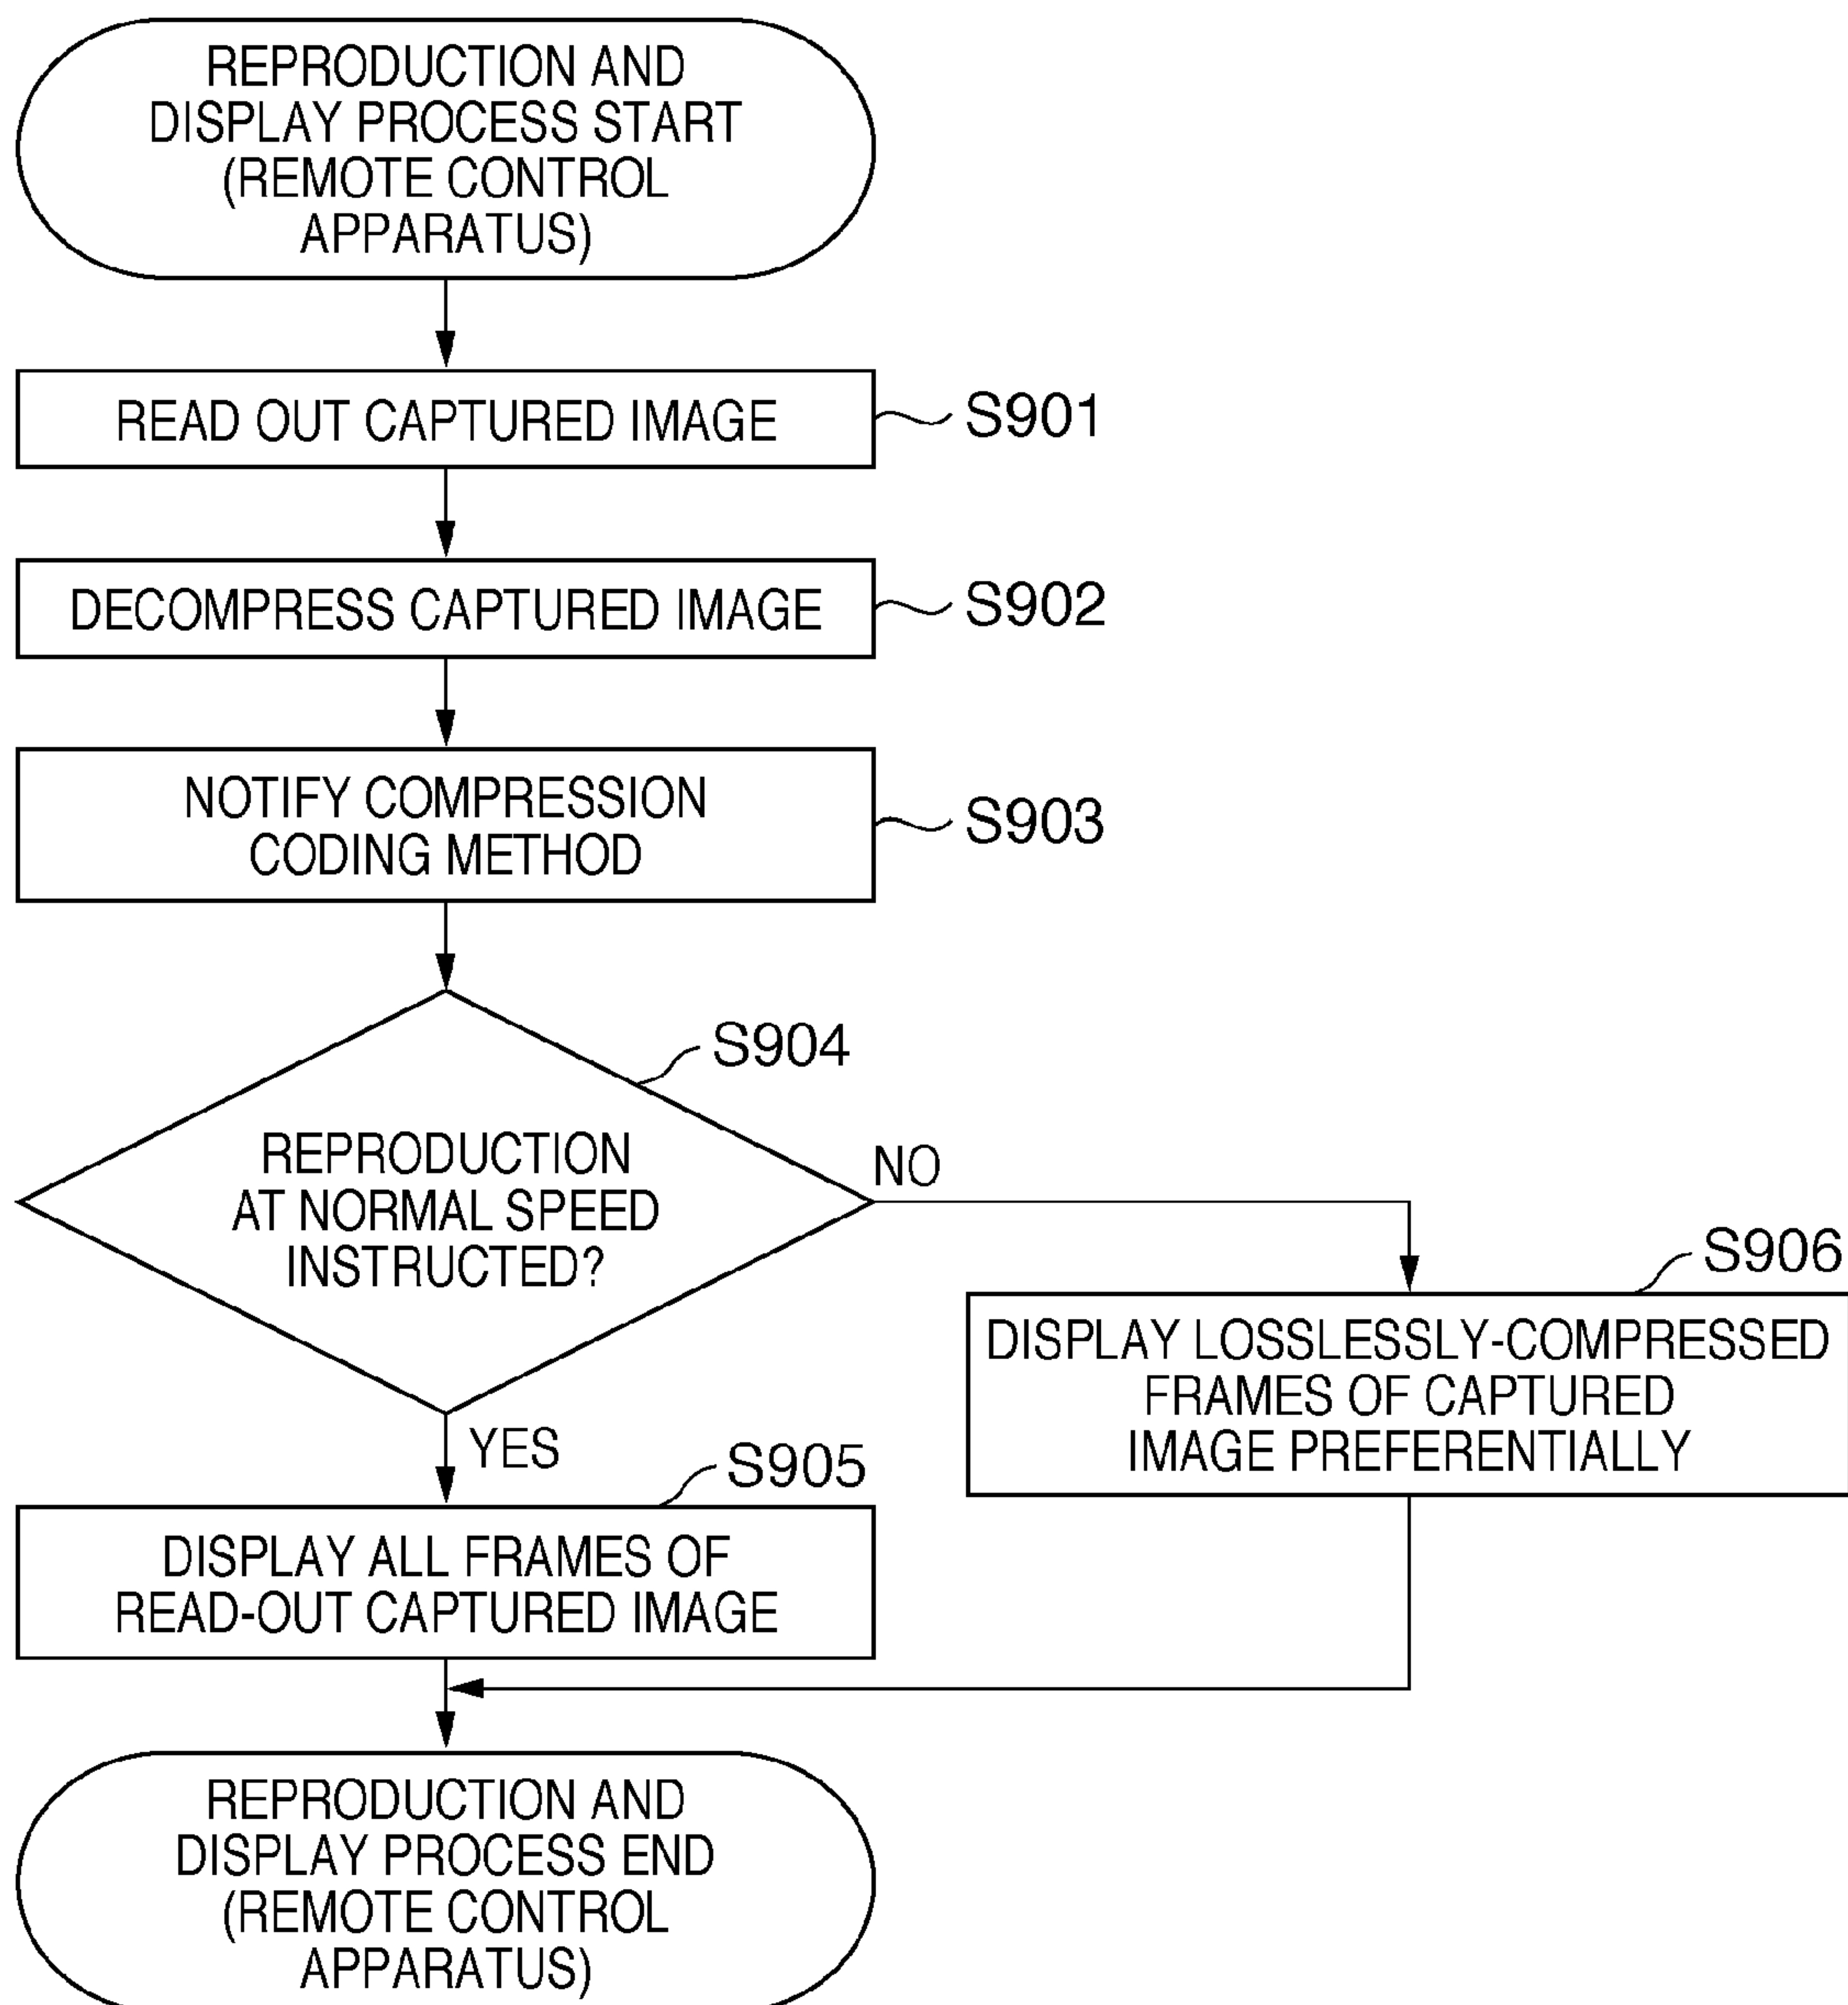 REPRODUCTION AND
DISPLAY PROCESS START
(REMOTE CONTROL
APPARATUS)
READ OUT CAPTURED IMAGE
S901
DECOMPRESS CAPTURED IMAGE
S902
NOTIFY COMPRESSION
CODING METHOD
S903
S904
REPRODUCTION
AT NORMAL SPEED
INSTRUCTED?
NO
YES
S906
DISPLAY LOSSLESSLY-COMPRESSED
FRAMES OF CAPTURED
IMAGE PREFERENTIALLY
S905
DISPLAY ALL FRAMES OF
READ-OUT CAPTURED IMAGE
REPRODUCTION AND
DISPLAY PROCESS END
(REMOTE CONTROL
APPARATUS)